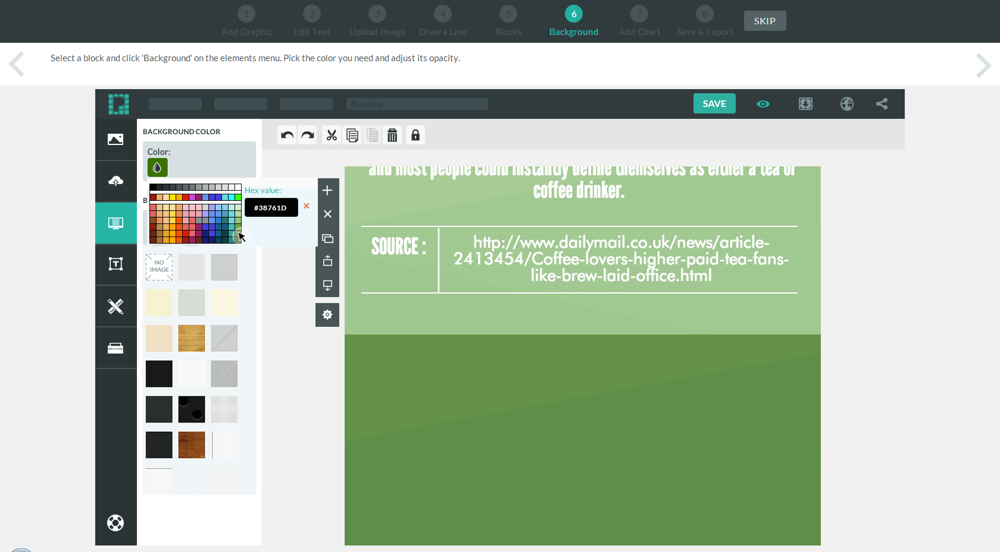 1
2
3
4
5
6
7
8
Add Graphic
Edit Text
Upload Image
Draw a Line
Blocks
Background
Add Chart
Save & Export
SKIP
Select a block and click 'Background' on the elements menu. Pick the color you need and adjust its opacity.
Rename
SAVE
BACKGROUND COLOR
Color:
Hex value:
#38761D
B
NO
IMAGE
and most people could instantly define themselves as either a tea or
coffee drinker.
SOURCE :
http://www.dailymail.co.uk/news/article-
2413454/Coffee-lovers-higher-paid-tea-fans-
like-brew-laid-office.html